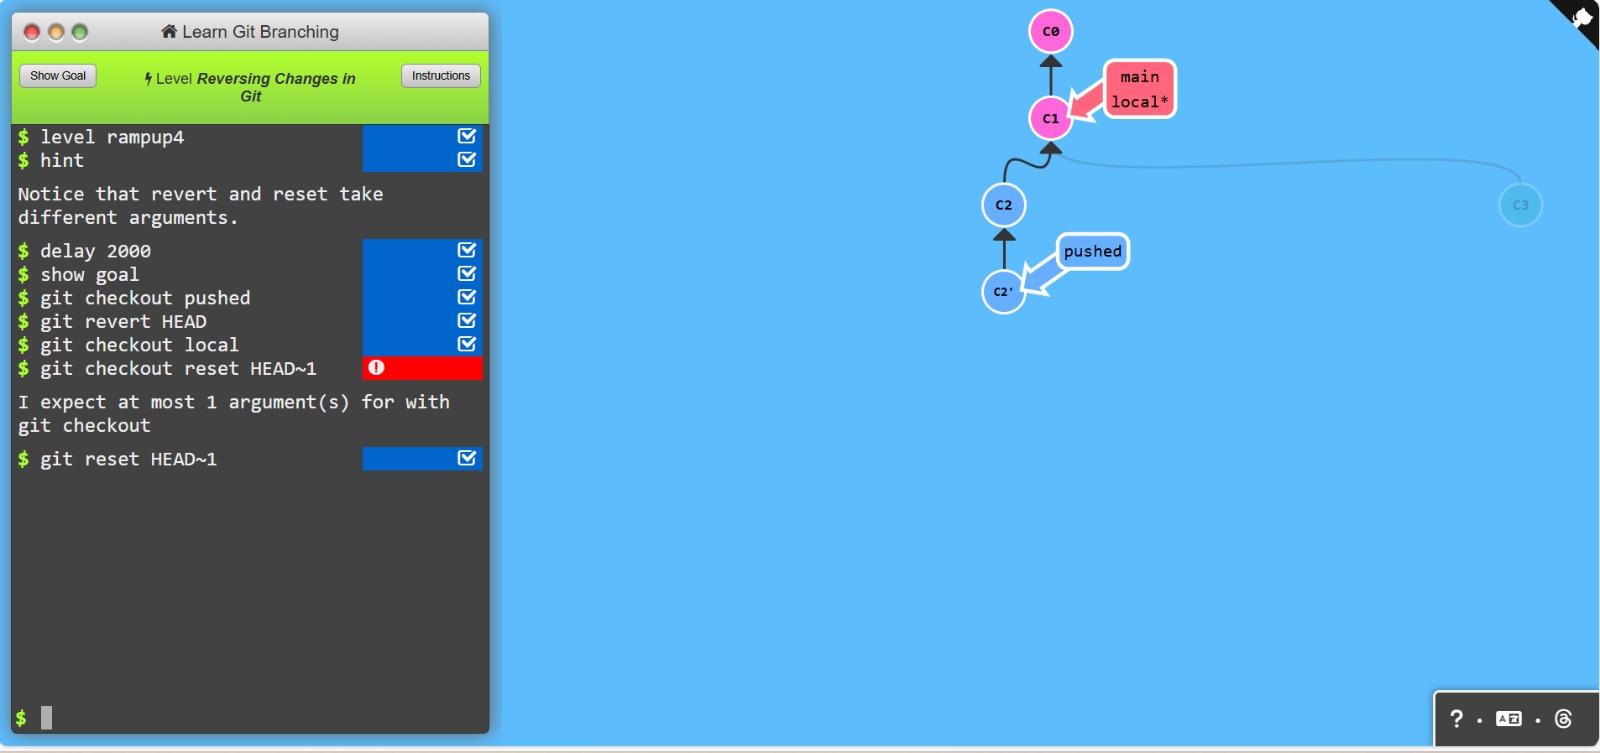 Learn Git Branching
Show Goal
Level Reversing Changes in
Git
Instructions
$ level rampup4
$ hint
Notice that revert and reset take
different arguments.
$ delay 2000
$ show goal
$ git checkout pushed
$ git revert HEAD
$ git checkout local
$ git checkout reset HEAD~1
I expect at most 1 argument(s) for with
git checkout
$ git reset HEAD~1
$
C0
main
local*
C1
C2
C3
pushed
C2'
? · A文 ·